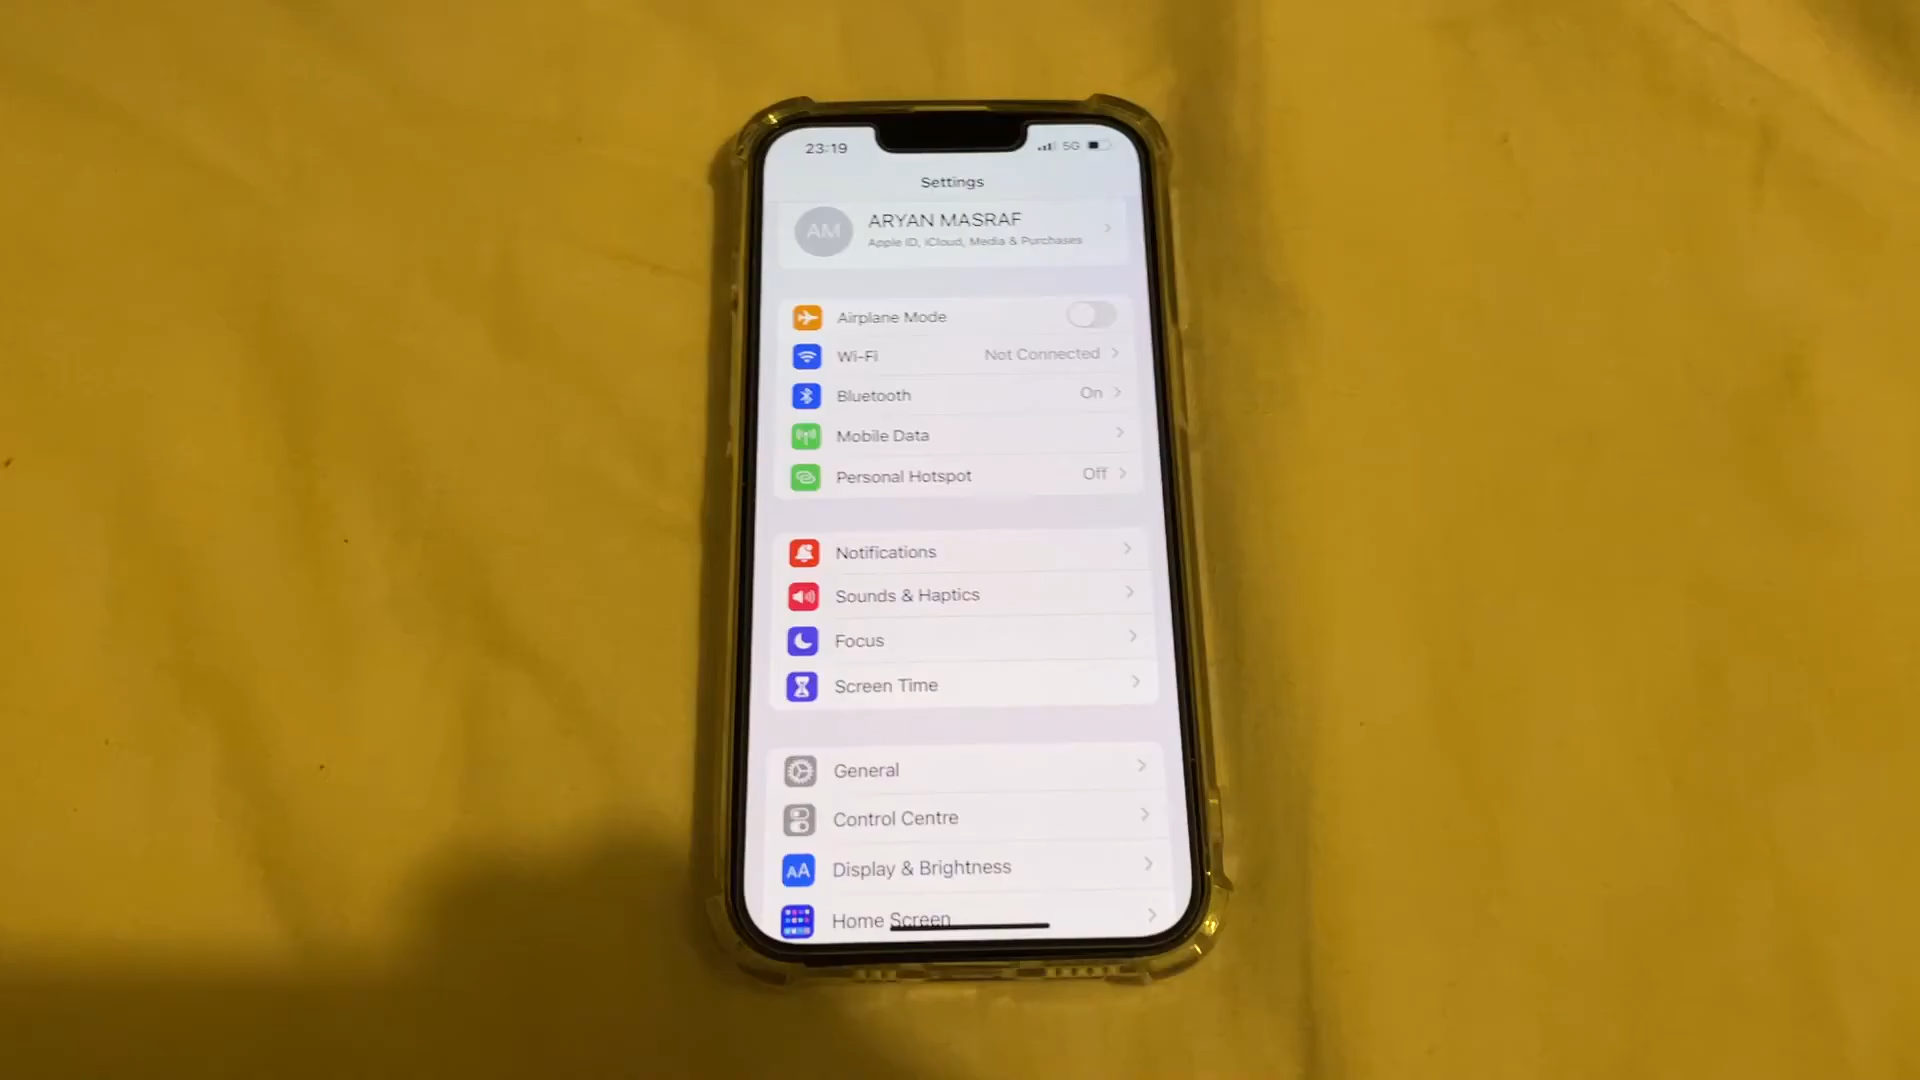 23:19 5G
Settings
AM ARYAN MASRAF
Apple ID, iCloud, Media & Purchases
Airplane Mode
Wi-Fi Not Connected
Bluetooth On
Mobile Data
Personal Hotspot Off
Notifications
Sounds & Haptics
Focus
Screen Time
General
Control Centre
AA Display & Brightness
Home Screen